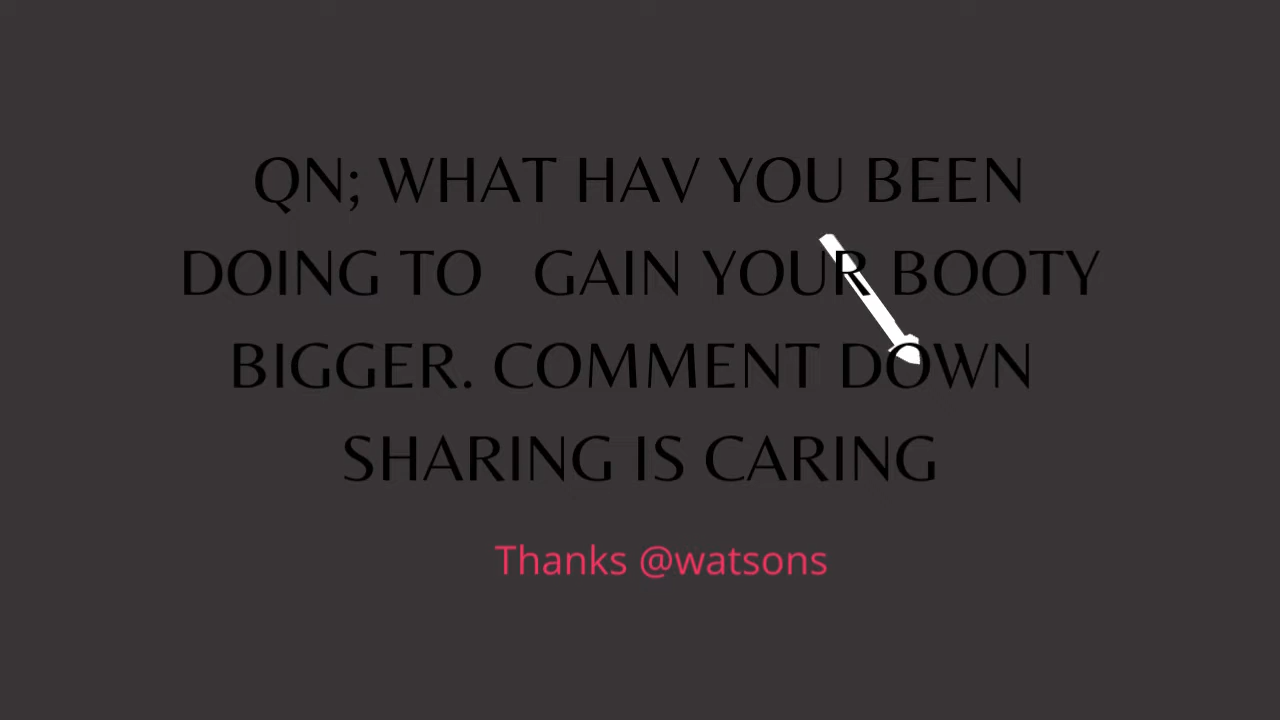 QN; WHAT HAV YOU BEEN
DOING TO GAIN YOUR BOOTY
BIGGER. COMMENT DOWN
SHARING IS CARING
Thanks @watsons